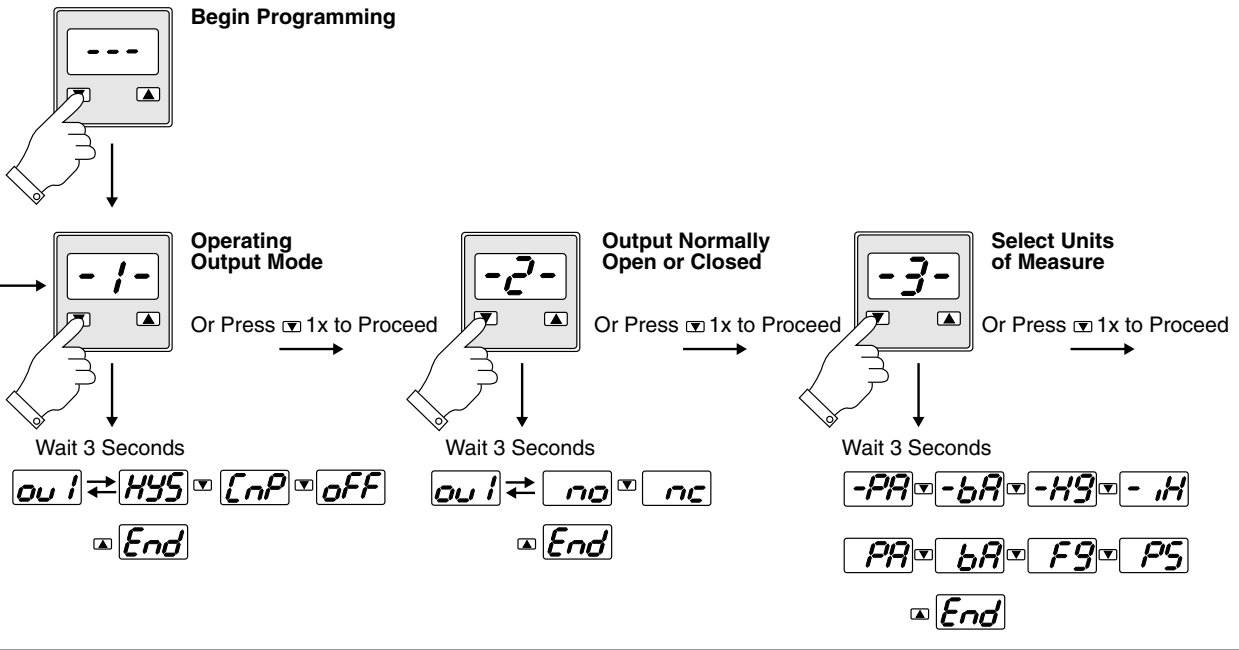 Begin Programming
---
-1-
Operating
Output Mode
Or Press 1x to Proceed
Wait 3 Seconds
ou1 HYS CnP oFF
End
-2-
Output Normally
Open or Closed
Or Press 1x to Proceed
Wait 3 Seconds
ou1 no nc
End
-3-
Select Units
of Measure
Or Press 1x to Proceed
Wait 3 Seconds
-PA -bA -Hg -iH
PA bA Fg PS
End